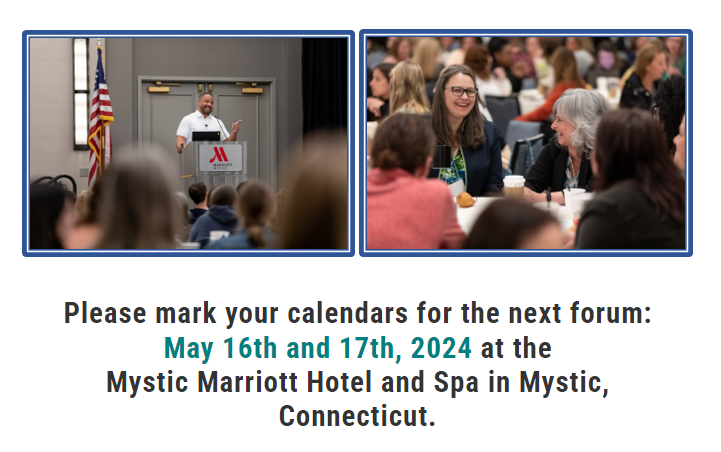 MARRIOTT
Please mark your calendars for the next forum:
May 16th and 17th, 2024 at the
Mystic Marriott Hotel and Spa in Mystic,
Connecticut.